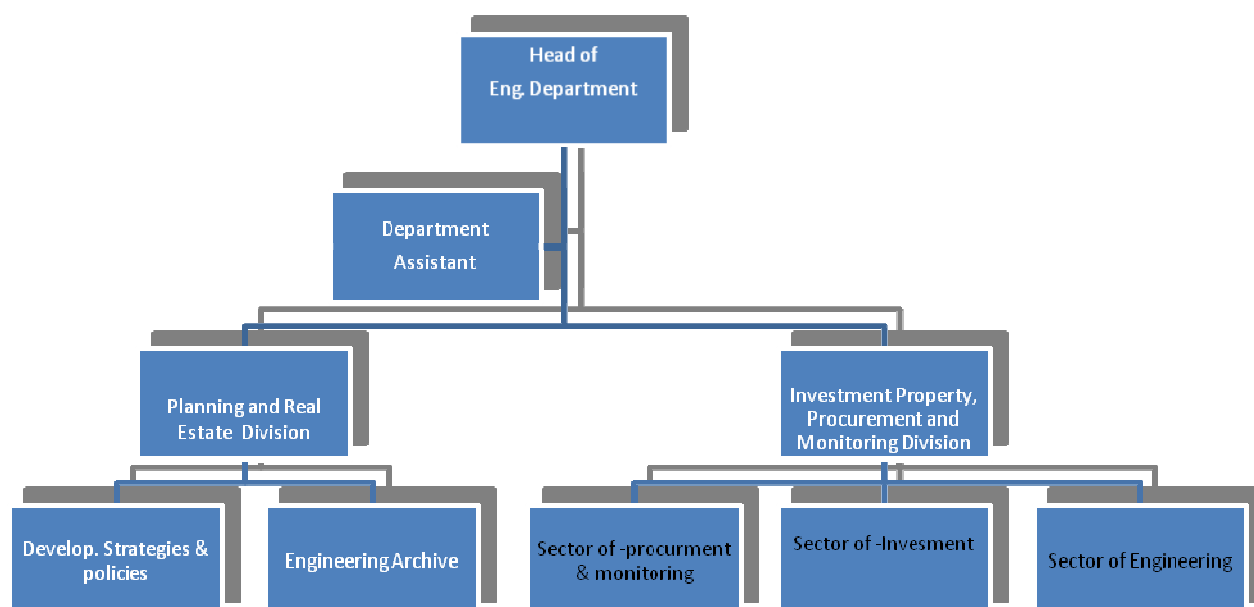 Head of
Eng. Department
Department
Assistant
Planning and Real
Estate Division
Investment Property,
Procurement and
Monitoring Division
Develop. Strategies &
policies
Engineering Archive
Sector of -procurment
& monitoring
Sector of -Invesment
Sector of Engineering